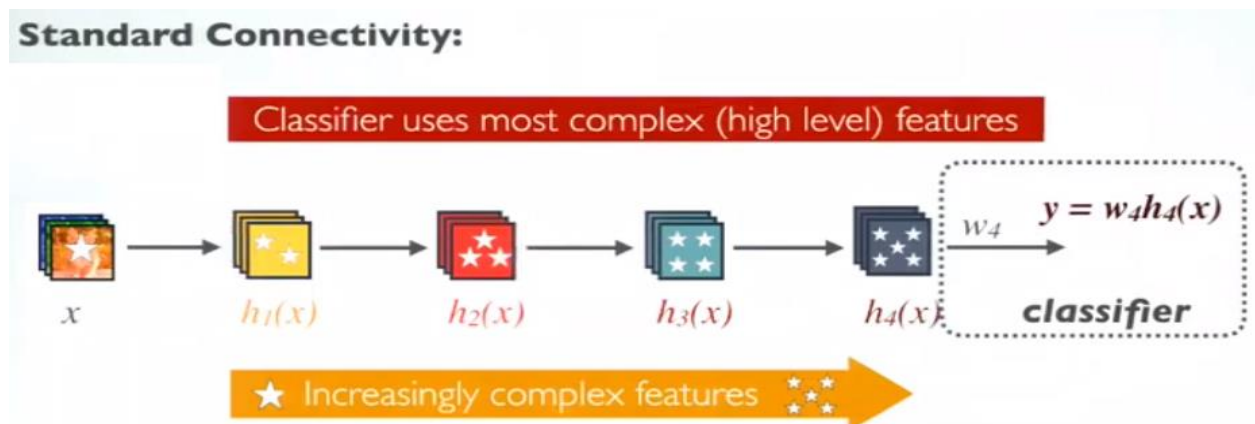 Standard Connectivity:
Classifier uses most complex (high level) features
w₄
y = w₄h₄(x)
x
h₁(x)
h₂(x)
h₃(x)
h₄(x)
classifier
Increasingly complex features